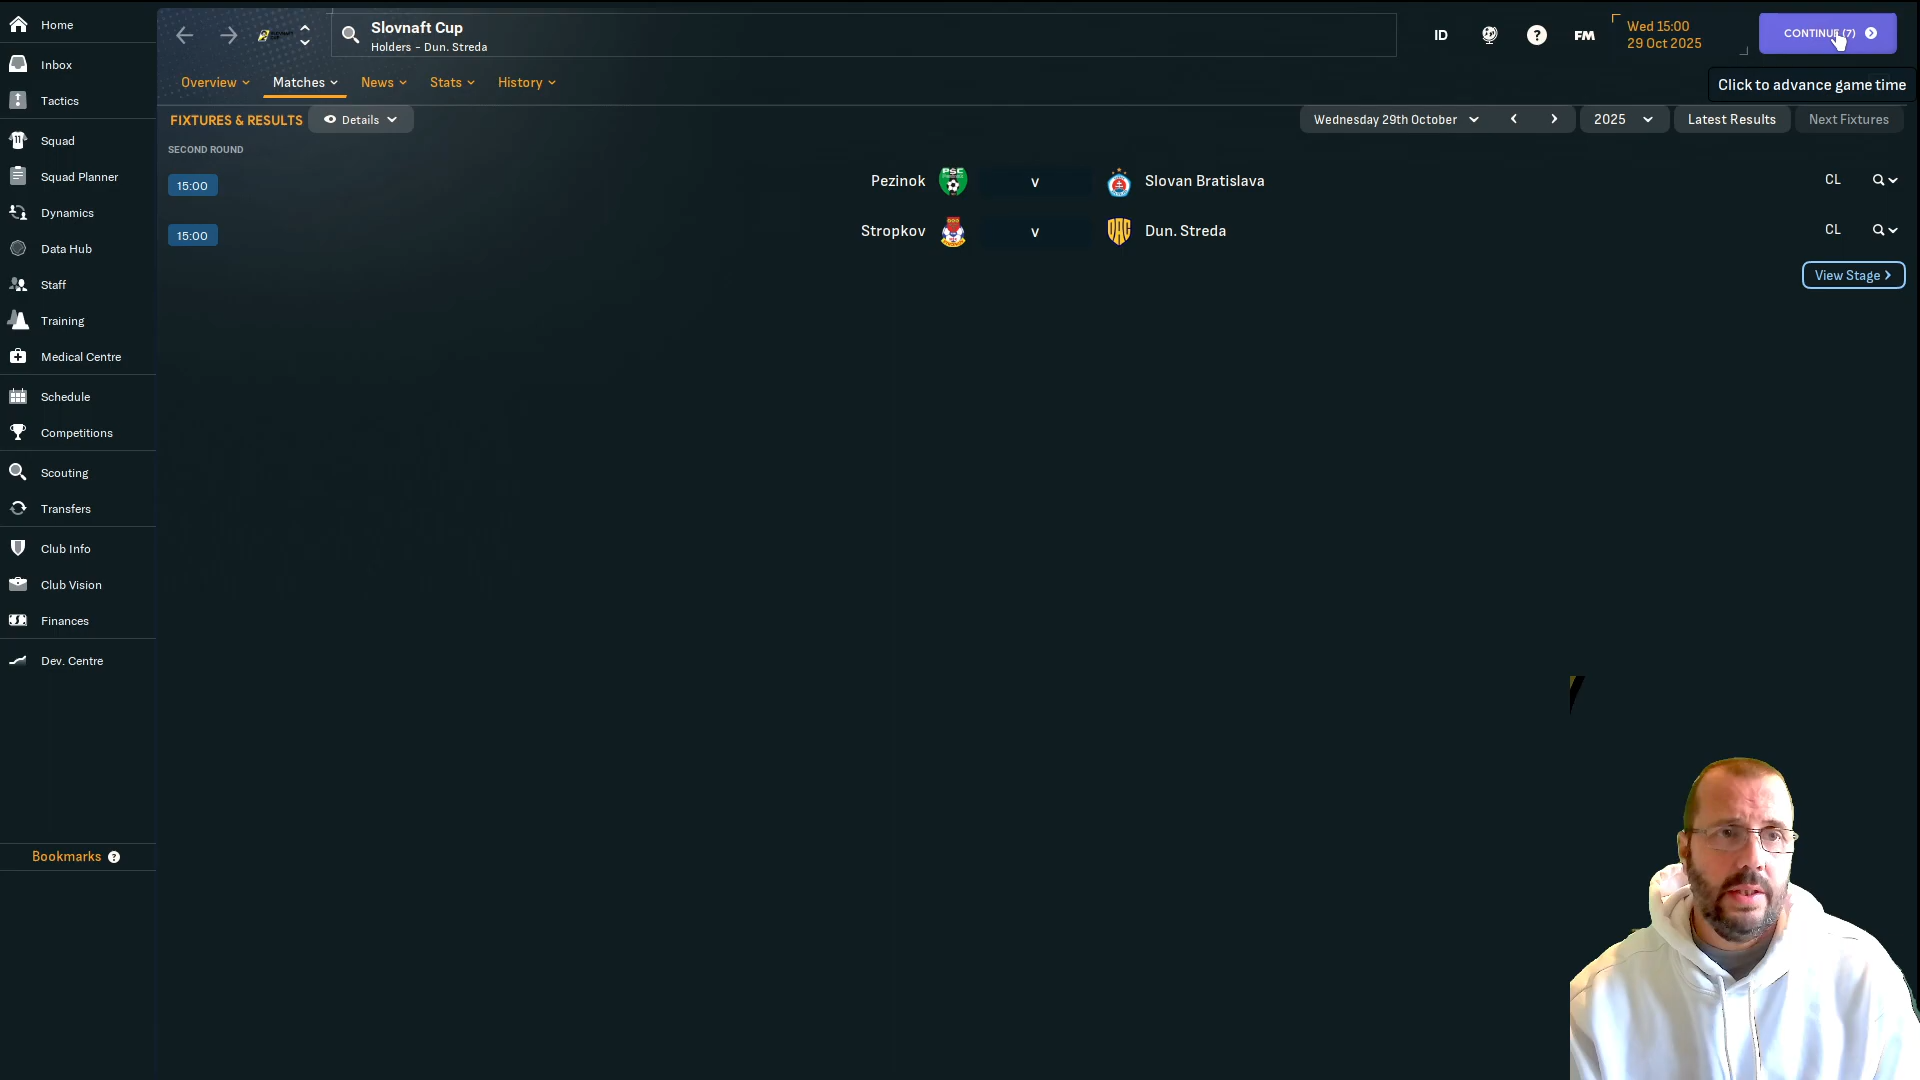 Home
Inbox
Tactics
Squad
Squad Planner
Dynamics
Data Hub
Staff
Training
Medical Centre
Schedule
Competitions
Scouting
Transfers
Club Info
Club Vision
Finances
Dev. Centre
Bookmarks ?
Slovnaft Cup
Holders - Dun. Streda
ID
?
FM
Wed 15:00
29 Oct 2025
CONTINUE (7)
Click to advance game time
Overview
Matches
News
Stats
History
FIXTURES & RESULTS
Details
Wednesday 29th October
2025
Latest Results
Next Fixtures
SECOND ROUND
15:00 Pezinok PSC v Slovan Bratislava CL
15:00 Stropkov v DAC Dun. Streda CL
View Stage